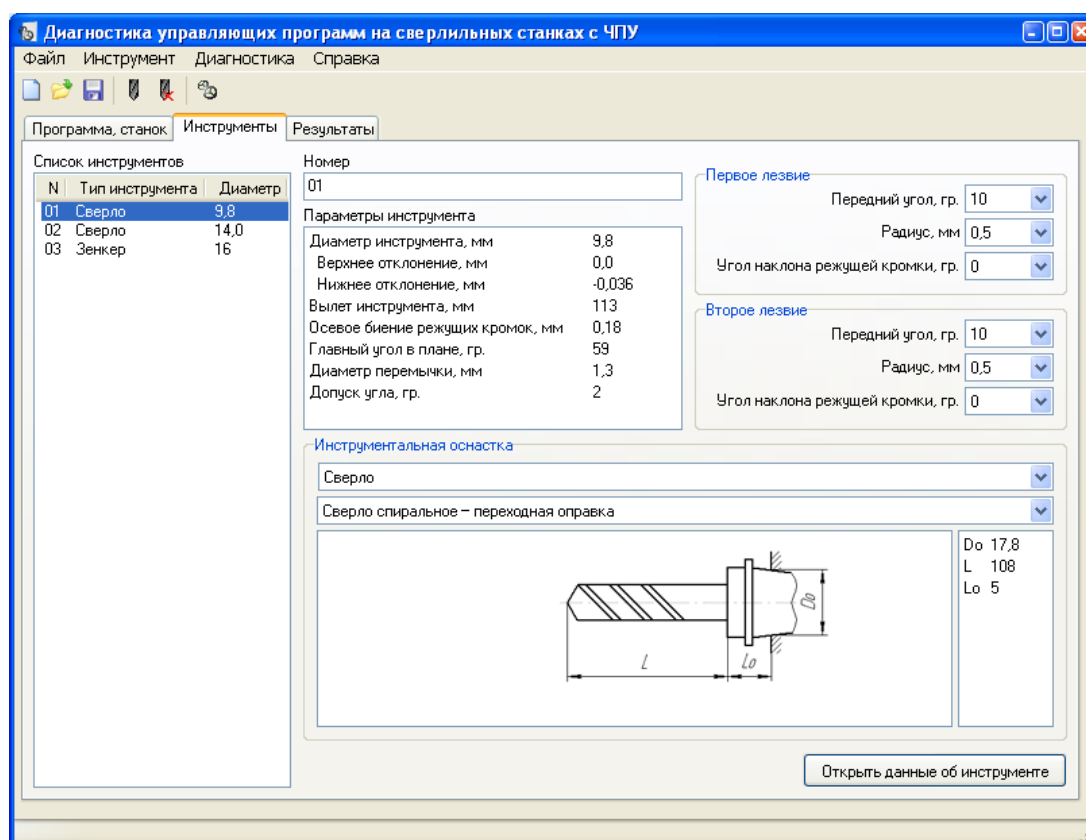 Диагностика управляющих программ на сверлильных станках с ЧПУ
Файл Инструмент Диагностика Справка
Программа, станок Инструменты Результаты
Список инструментов
N Тип инструмента Диаметр
01 Сверло 9,8
02 Сверло 14,0
03 Зенкер 16
Номер
01
Параметры инструмента
Диаметр инструмента, мм 9,8
Верхнее отклонение, мм 0,0
Нижнее отклонение, мм -0,036
Вылет инструмента, мм 113
Осевое биение режущих кромок, мм 0,18
Главный угол в плане, гр. 59
Диаметр перемычки, мм 1,3
Допуск угла, гр. 2
Первое лезвие
Передний угол, гр. 10
Радиус, мм 0,5
Угол наклона режущей кромки, гр. 0
Второе лезвие
Передний угол, гр. 10
Радиус, мм 0,5
Угол наклона режущей кромки, гр. 0
Инструментальная оснастка
Сверло
Сверло спиральное – переходная оправка
L Lo Do
Do 17,8
L 108
Lo 5
Открыть данные об инструменте